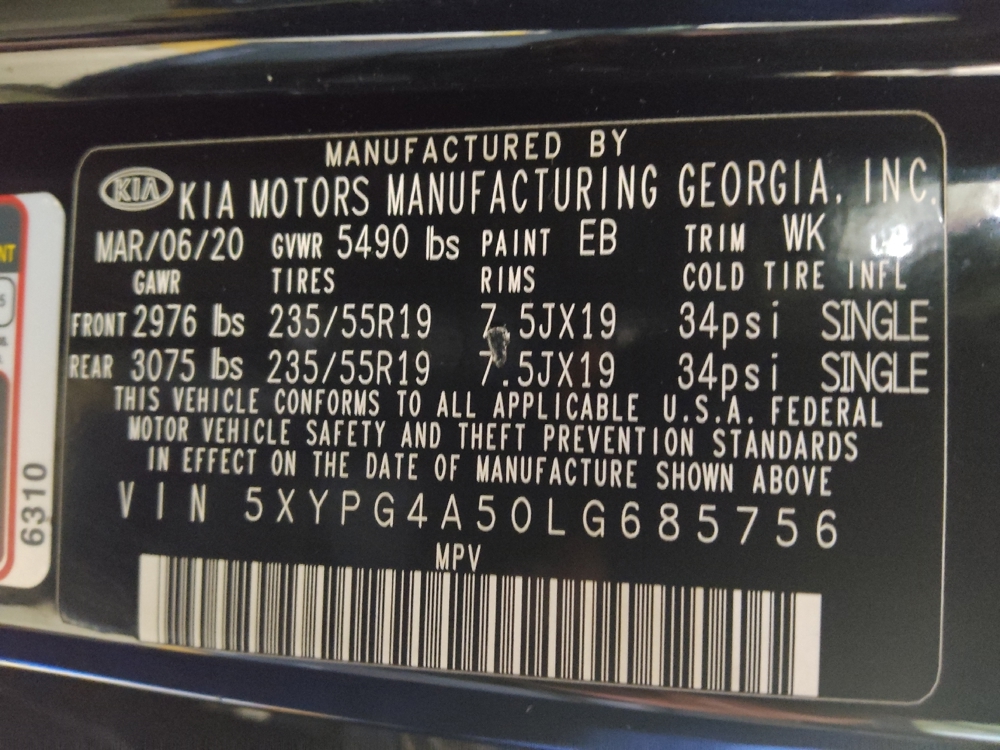 MANUFACTURED BY
KIA KIA MOTORS MANUFACTURING GEORGIA, INC.
MAR/06/20 GVWR 5490 lbs PAINT EB TRIM WK
GAWR TIRES RIMS COLD TIRE INFL
FRONT 2976 lbs 235/55R19 7.5JX19 34psi SINGLE
REAR 3075 lbs 235/55R19 7.5JX19 34psi SINGLE
THIS VEHICLE CONFORMS TO ALL APPLICABLE U.S.A. FEDERAL
MOTOR VEHICLE SAFETY AND THEFT PREVENTION STANDARDS
IN EFFECT ON THE DATE OF MANUFACTURE SHOWN ABOVE
VIN 5XYPG4A50LG685756
MPV
6310
NT